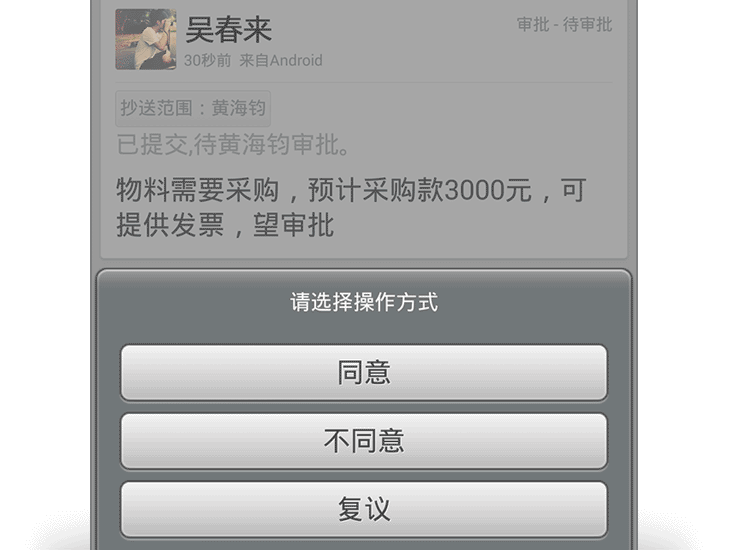 吴春来
审批 - 待审批
30秒前 来自Android
抄送范围：黄海钧
已提交,待黄海钧审批。
物料需要采购，预计采购款3000元，可
提供发票，望审批
请选择操作方式
同意
不同意
复议